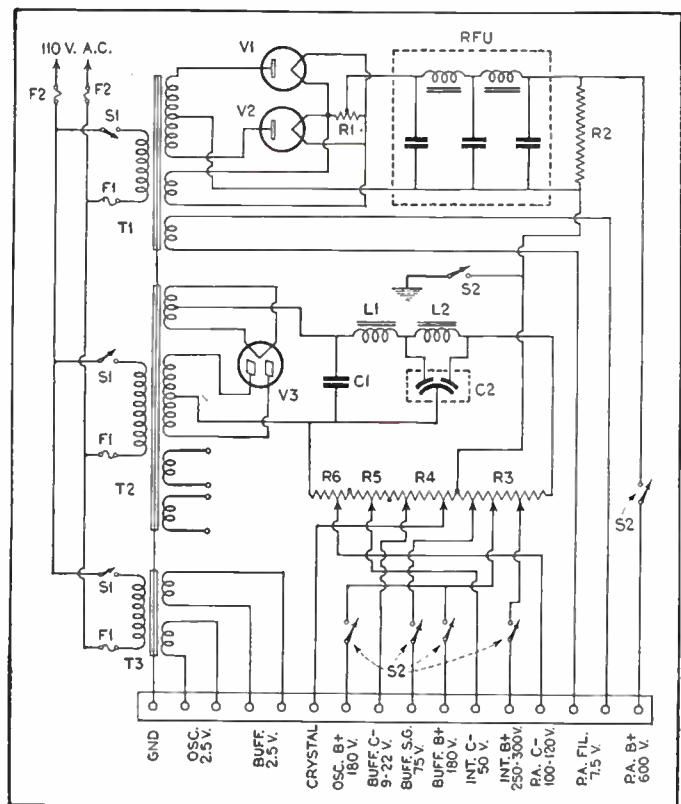 110 V. A.C.
F2
F2
S1
F1
T1
V1
V2
R1
RFU
R2
S2
L1
L2
C1
C2
V3
S1
F1
T2
R6
R5
R4
R3
S2
S1
F1
T3
S2
GND
OSC.
2.5 V.
BUFF.
2.5 V.
CRYSTAL
OSC. B+
180 V.
BUFF. C-
9-22 V.
BUFF. S.G.
75 V.
BUFF. B+
180 V.
INT. C-
50 V.
INT. B+
250-300V.
P.A. C-
100-120V.
P.A. FIL.
7.5 V.
P.A. B+
600 V.